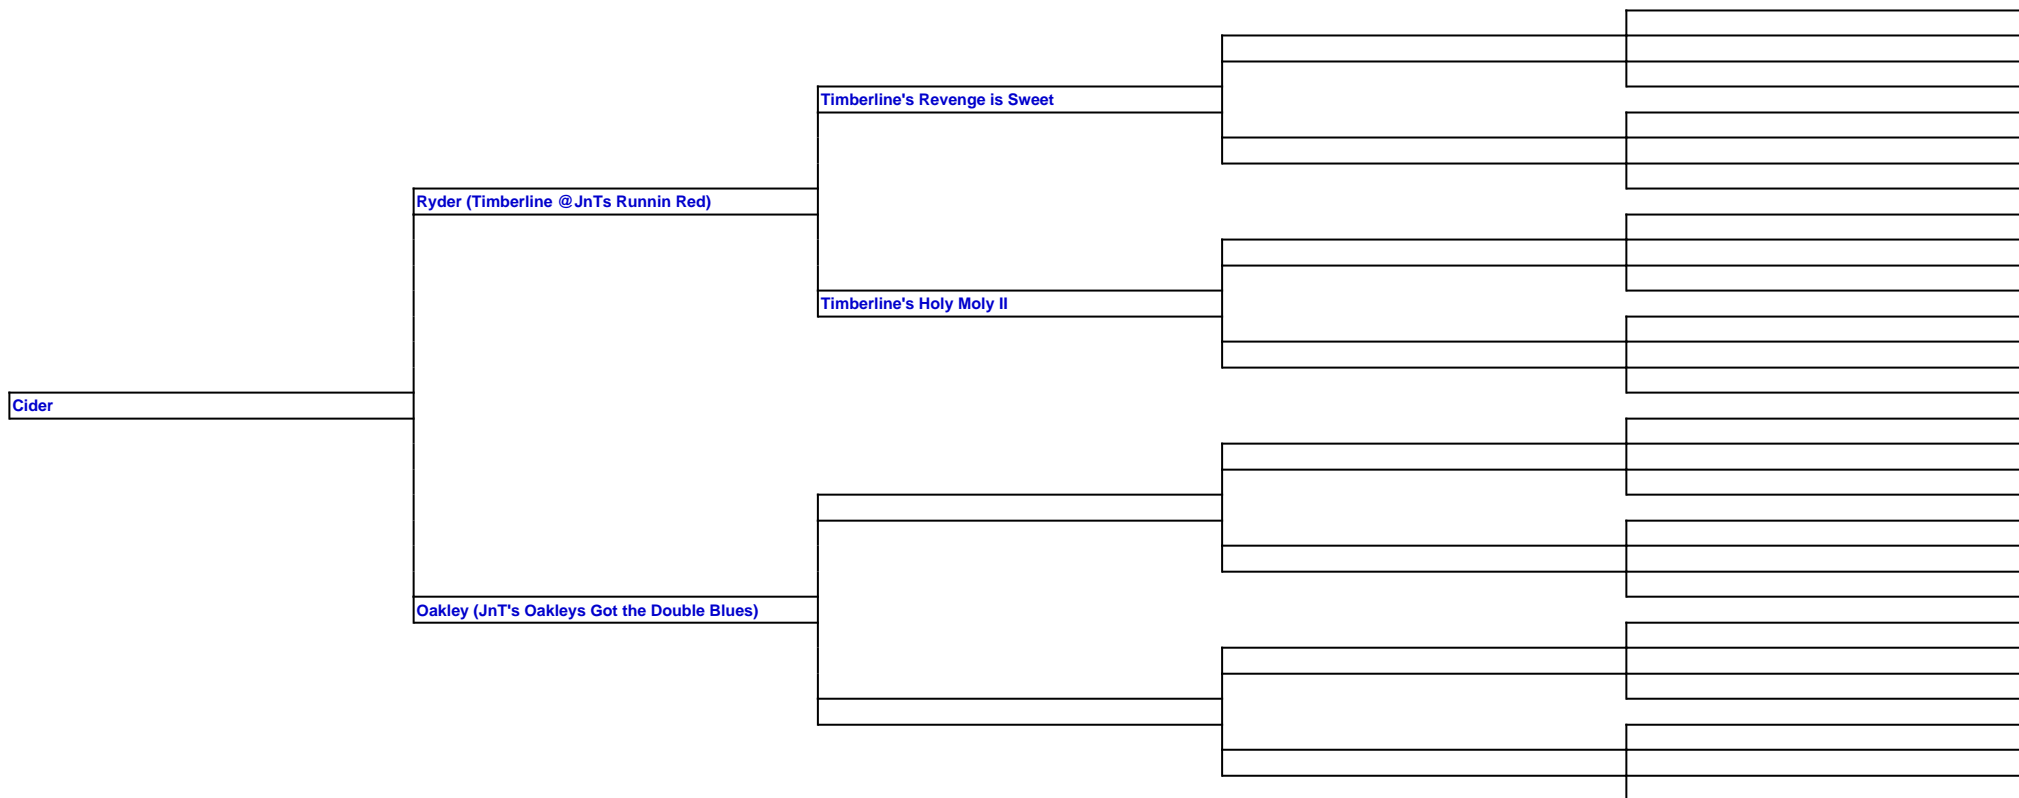 Timberline's Revenge is Sweet
Ryder (Timberline @JnTs Runnin Red)
Timberline's Holy Moly II
Cider
Oakley (JnT's Oakleys Got the Double Blues)